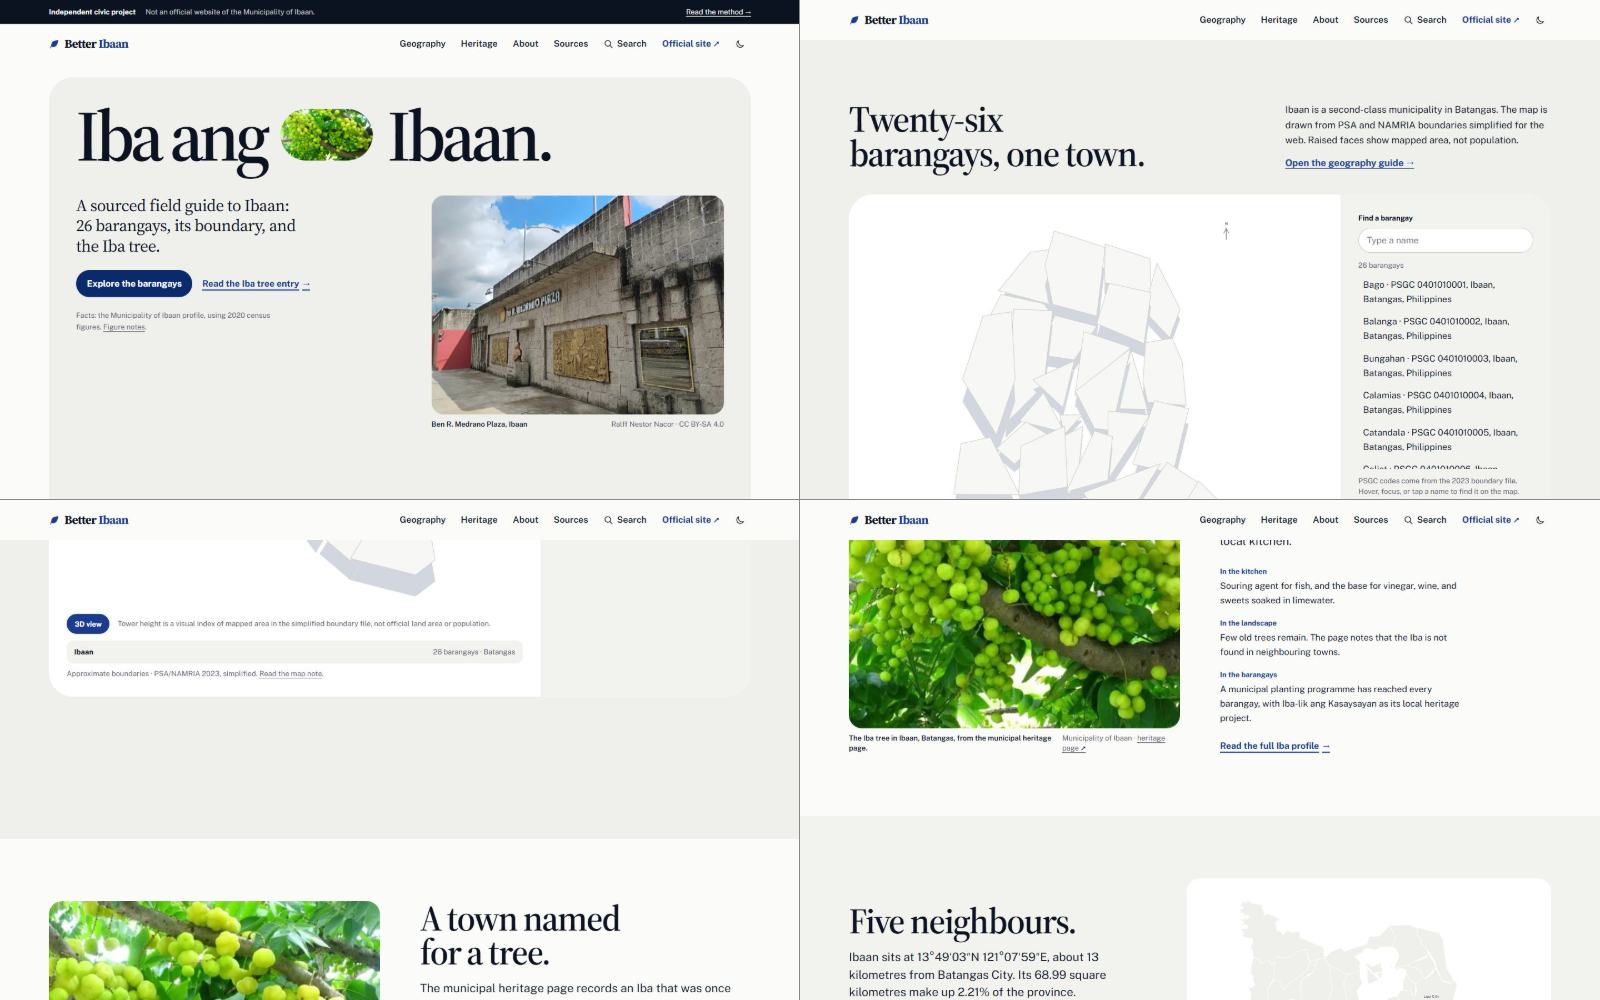 Independent civic project Not an official website of the Municipality of Ibaan. Read the method →
Better Ibaan Geography Heritage About Sources Search Official site ↗
Iba ang Ibaan.
A sourced field guide to Ibaan:
26 barangays, its boundary, and
the Iba tree.
Explore the barangays Read the Iba tree entry →
Facts: the Municipality of Ibaan profile, using 2020 census
figures. Figure notes.
Ben R. Medrano Plaza, Ibaan Ralff Nestor Nacor · CC BY-SA 4.0
Better Ibaan Geography Heritage About Sources Search Official site ↗
Twenty-six
barangays, one town.
Ibaan is a second-class municipality in Batangas. The map is
drawn from PSA and NAMRIA boundaries simplified for the
web. Raised faces show mapped area, not population.
Open the geography guide →
Find a barangay
Type a name
26 barangays
Bago · PSGC 0401010001, Ibaan,
Batangas, Philippines
Balanga · PSGC 0401010002, Ibaan,
Batangas, Philippines
Bungahan · PSGC 0401010003, Ibaan,
Batangas, Philippines
Calamias · PSGC 0401010004, Ibaan,
Batangas, Philippines
Catandala · PSGC 0401010005, Ibaan,
Batangas, Philippines
PSGC codes come from the 2023 boundary file.
Hover, focus, or tap a name to find it on the map.
Better Ibaan Geography Heritage About Sources Search Official site ↗
3D view Tower height is a visual index of mapped area in the simplified boundary file, not official land area or population.
Ibaan 26 barangays · Batangas
Approximate boundaries · PSA/NAMRIA 2023, simplified. Read the map note.
A town named
for a tree.
The municipal heritage page records an Iba that was once
Better Ibaan Geography Heritage About Sources Search Official site ↗
local kitchen.
In the kitchen
Souring agent for fish, and the base for vinegar, wine, and
sweets soaked in limewater.
In the landscape
Few old trees remain. The page notes that the Iba is not
found in neighbouring towns.
In the barangays
A municipal planting programme has reached every
barangay, with Iba-lik ang Kasaysayan as its local heritage
project.
Read the full Iba profile →
The Iba tree in Ibaan, Batangas, from the municipal heritage
page.
Municipality of Ibaan · heritage
page ↗
Five neighbours.
Ibaan sits at 13°49′03″N 121°07′59″E, about 13
kilometres from Batangas City. Its 68.99 square
kilometres make up 2.21% of the province.